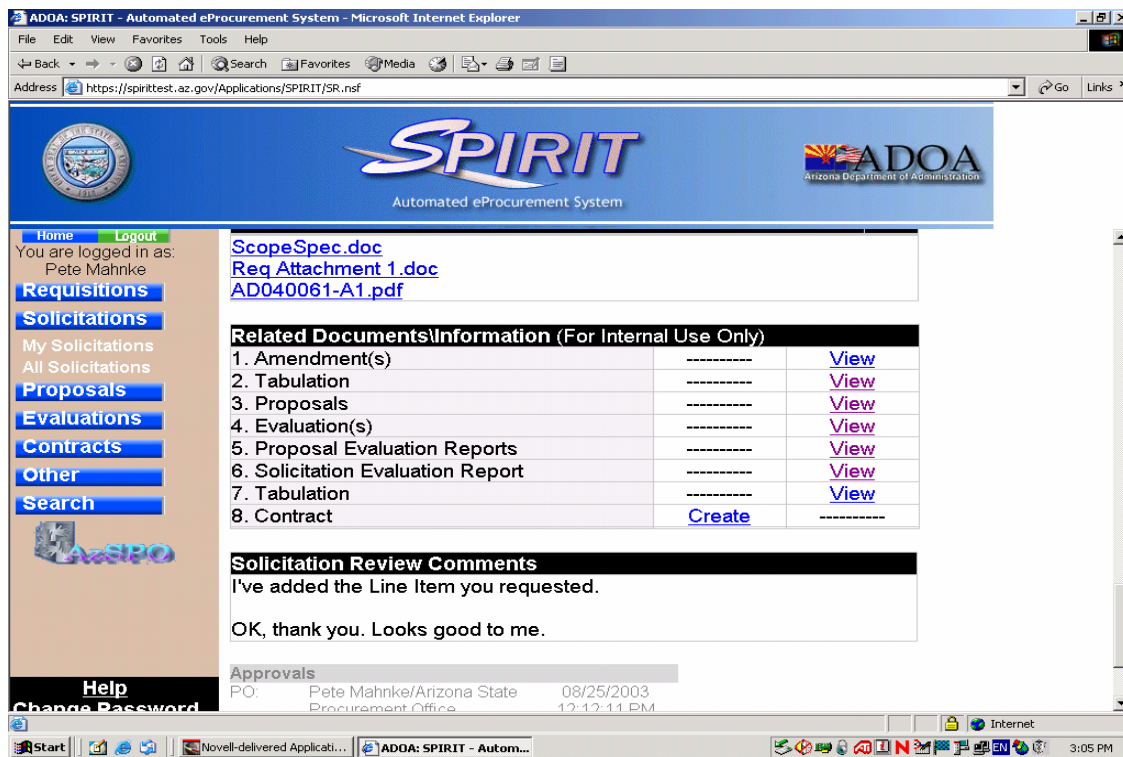 ADOA: SPIRIT - Automated eProcurement System - Microsoft Internet Explorer
File Edit View Favorites Tools Help
Back Search Favorites Media
Address https://spirittest.az.gov/Applications/SPIRIT/SR.nsf Go Links
SPIRIT
Automated eProcurement System
ADOA
Arizona Department of Administration
Home Logout
You are logged in as:
Pete Mahnke
Requisitions
Solicitations
My Solicitations
All Solicitations
Proposals
Evaluations
Contracts
Other
Search
AzSPO
Help
Change Password
ScopeSpec.doc
Req Attachment 1.doc
AD040061-A1.pdf
Related Documents\Information (For Internal Use Only)
1. Amendment(s) ---------- View
2. Tabulation ---------- View
3. Proposals ---------- View
4. Evaluation(s) ---------- View
5. Proposal Evaluation Reports ---------- View
6. Solicitation Evaluation Report ---------- View
7. Tabulation ---------- View
8. Contract Create ----------
Solicitation Review Comments
I've added the Line Item you requested.
OK, thank you. Looks good to me.
Approvals
PO: Pete Mahnke/Arizona State 08/25/2003
Procurement Office 12:12:11 PM
Internet
Start Novell-delivered Applicati... ADOA: SPIRIT - Autom... EN 3:05 PM